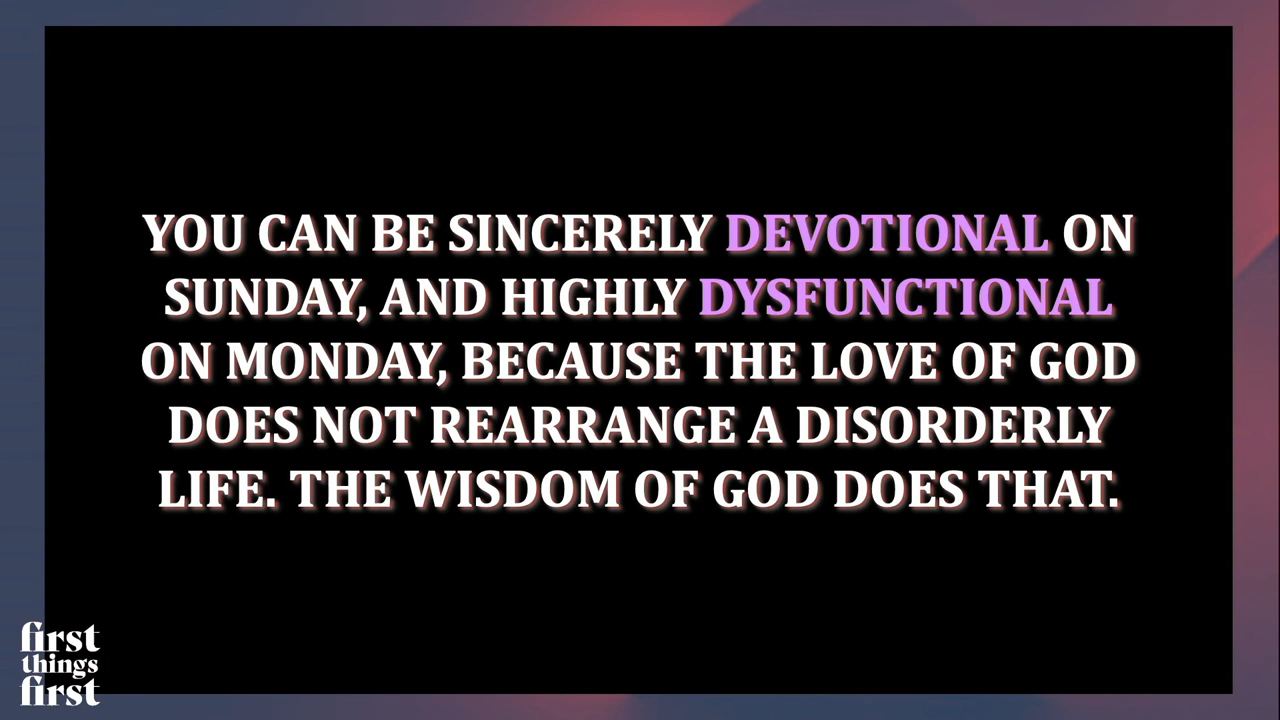 YOU CAN BE SINCERELY DEVOTIONAL ON
SUNDAY, AND HIGHLY DYSFUNCTIONAL
ON MONDAY, BECAUSE THE LOVE OF GOD
DOES NOT REARRANGE A DISORDERLY
LIFE. THE WISDOM OF GOD DOES THAT.
first
things
first